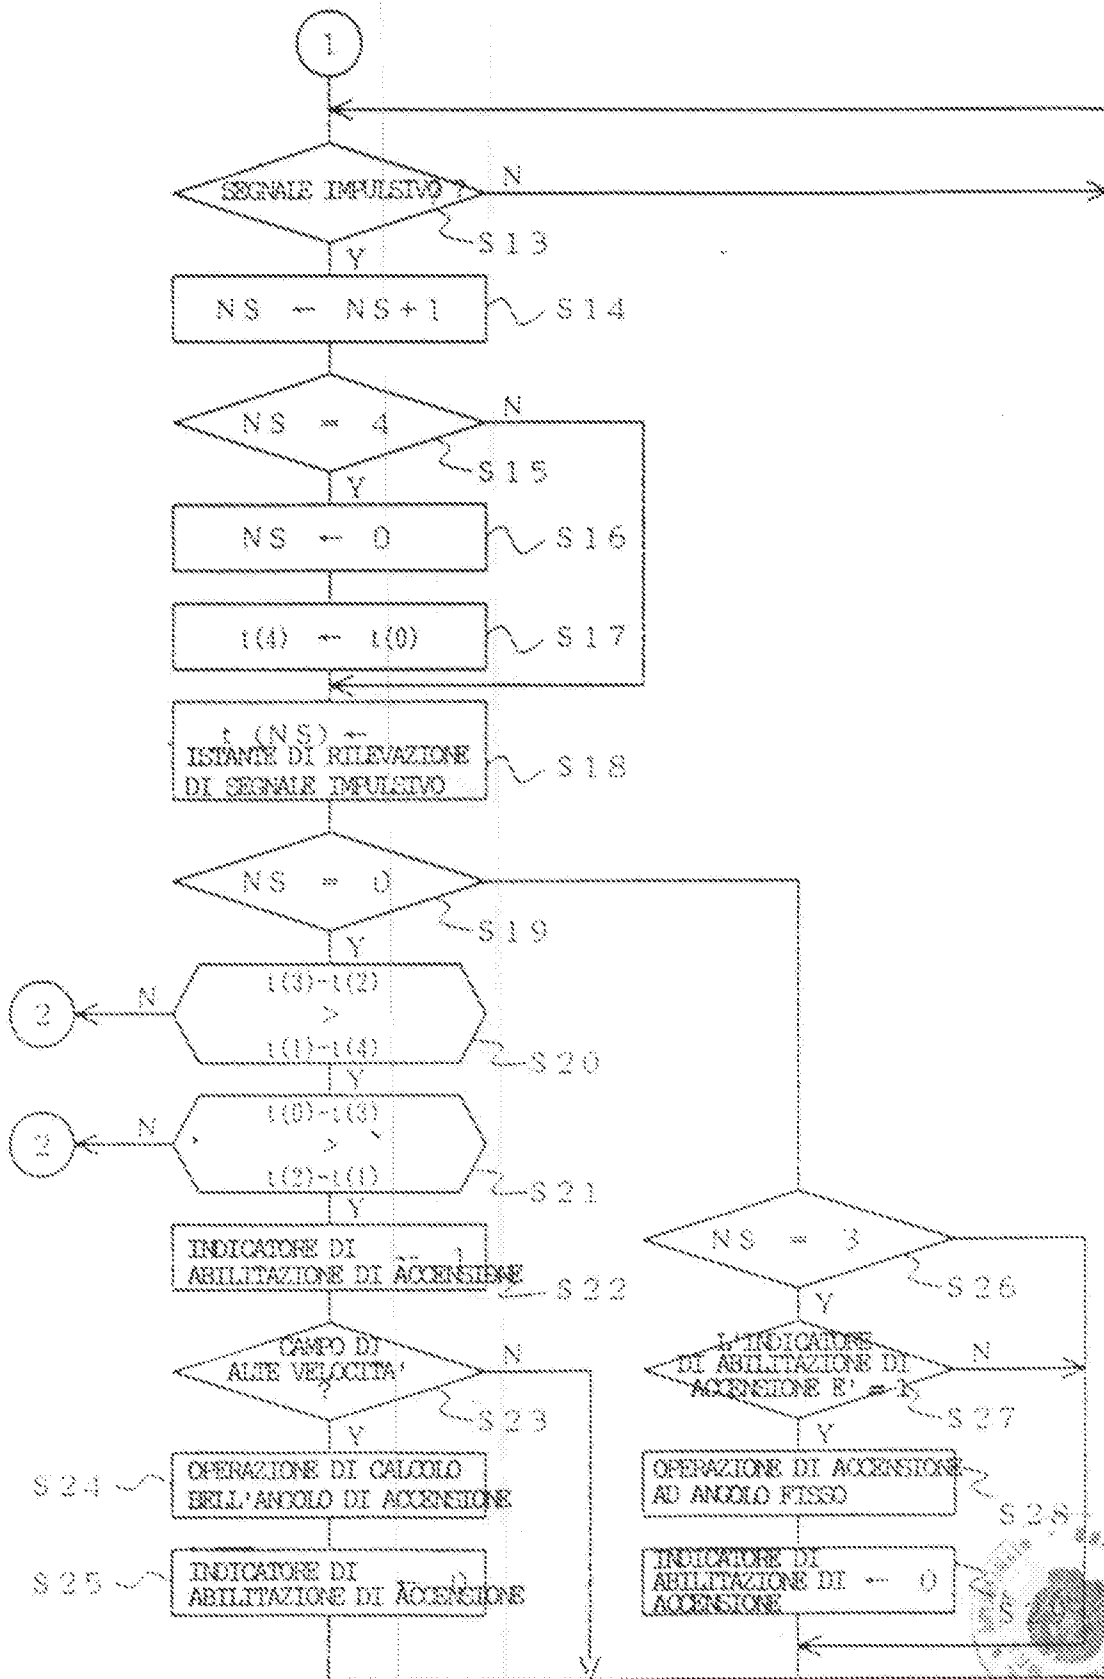 1
SEGNALE IMPULSIVO ?
N
S13
Y
NS ← NS+1
S14
NS = 4
N
S15
Y
NS ← 0
S16
t(4) ← t(0)
S17
t (NS) ←
ISTANTE DI RILEVAZIONE
DI SEGNALE IMPULSIVO
S18
NS = 0
S19
Y
t(3)-t(2)
>
t(1)-t(4)
N
2
S20
Y
t(0)-t(3)
>
t(2)-t(1)
N
2
S21
Y
INDICATORE DI
ABILITAZIONE DI ACCENSIONE
← 1
S22
CAMPO DI
ALTE VELOCITA'
?
N
S23
Y
S24
OPERAZIONE DI CALCOLO
DELL'ANGOLO DI ACCENSIONE
S25
INDICATORE DI
ABILITAZIONE DI ACCENSIONE
← 0
NS = 3
S26
Y
L'INDICATORE
DI ABILITAZIONE DI
ACCENSIONE E' = 1
N
S27
Y
OPERAZIONE DI ACCENSIONE
AD ANGOLO FISSO
S28
INDICATORE DI
ABILITAZIONE DI ← 0
ACCENSIONE